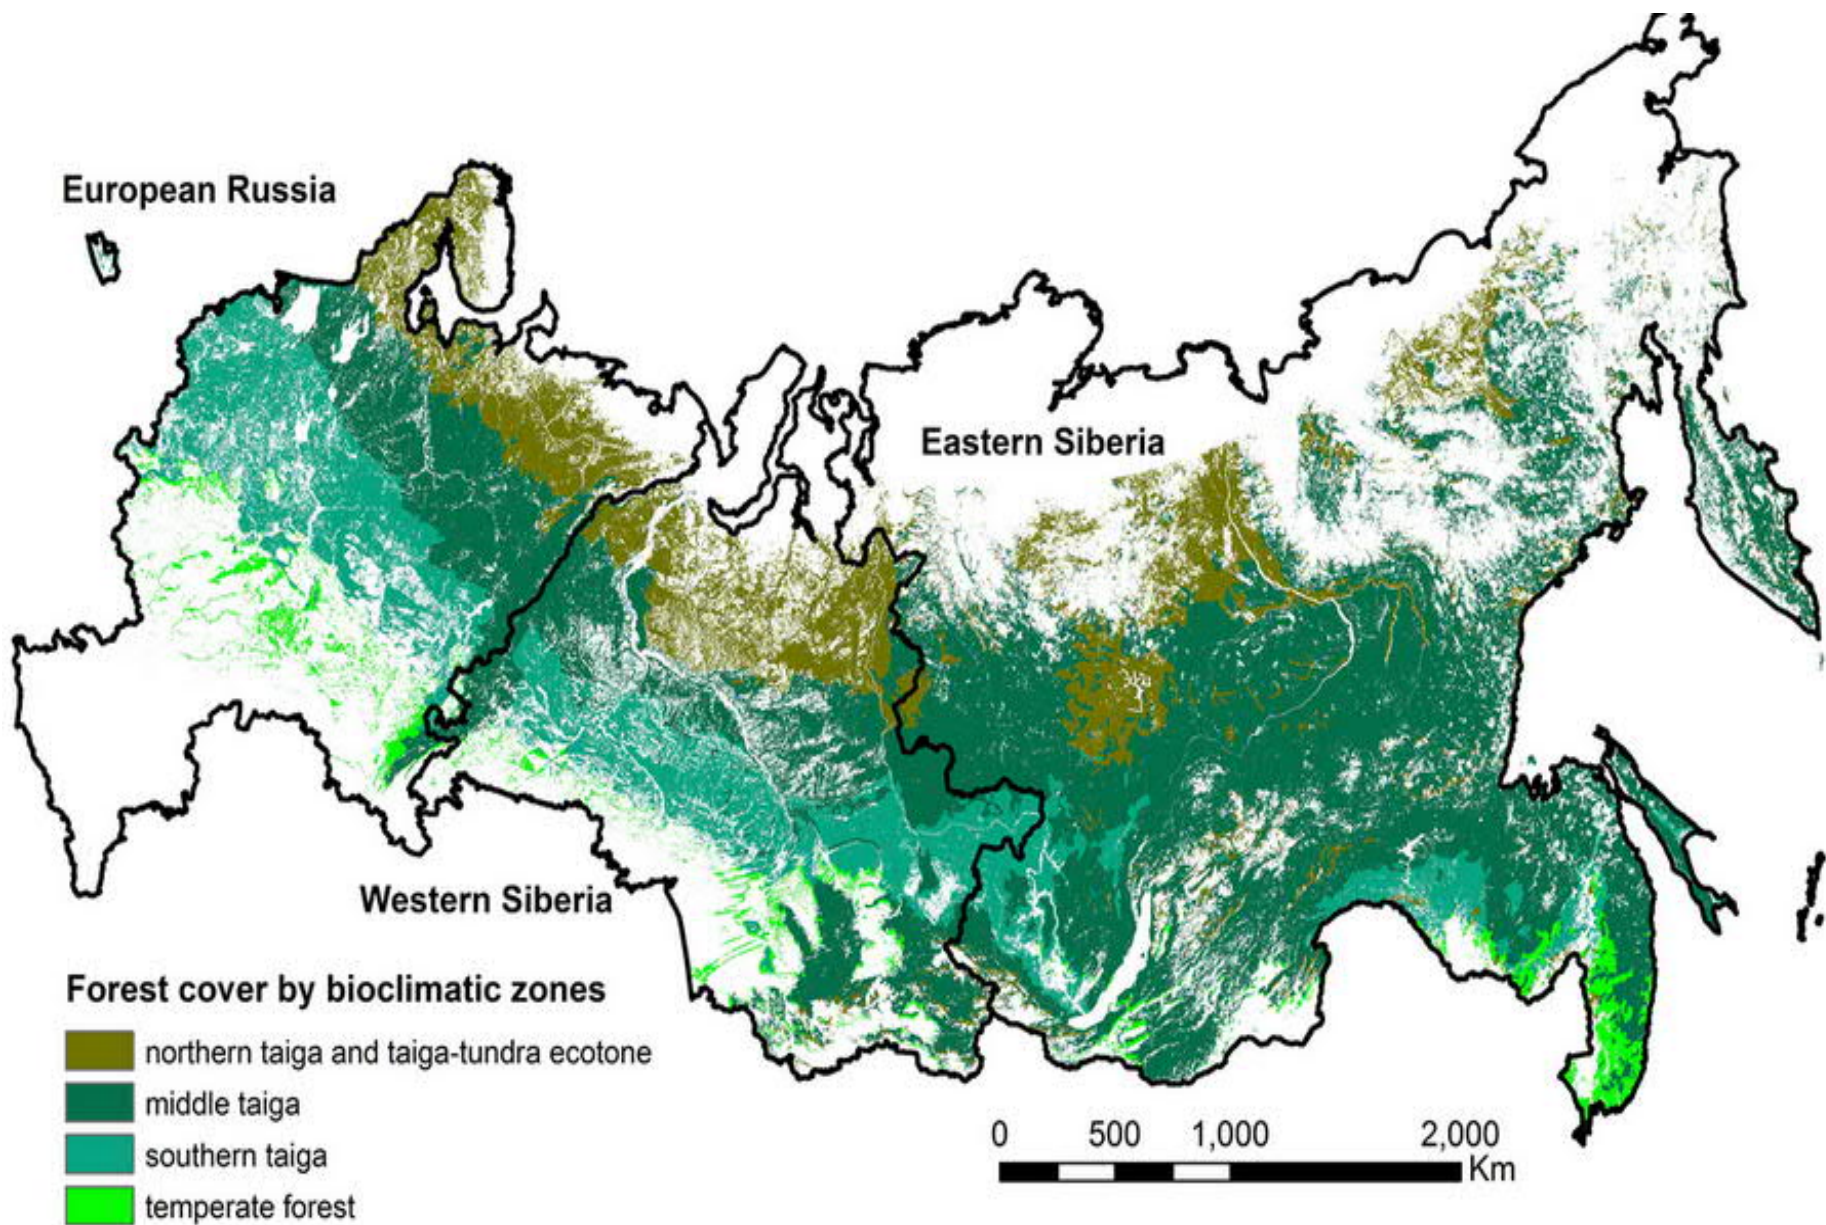 European Russia
Eastern Siberia
Western Siberia
Forest cover by bioclimatic zones
northern taiga and taiga-tundra ecotone
middle taiga
southern taiga
temperate forest
0 500 1,000 2,000
Km